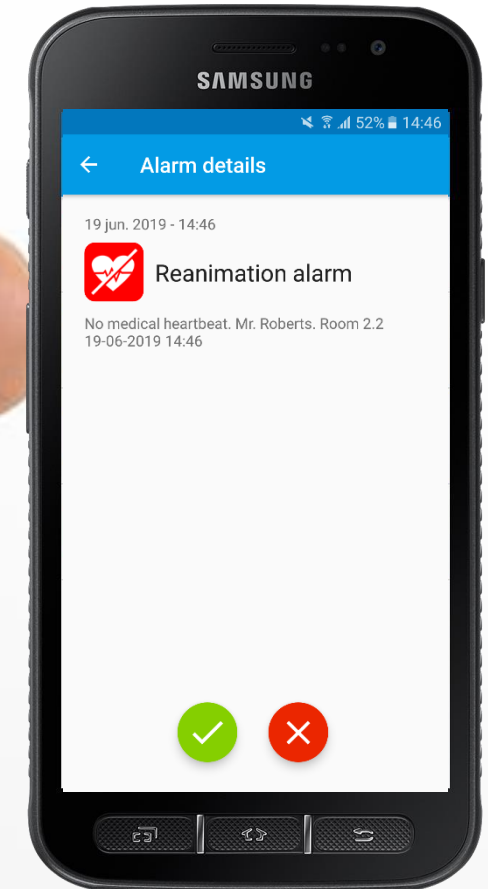 SAMSUNG
52% 14:46
Alarm details
19 jun. 2019 - 14:46
Reanimation alarm
No medical heartbeat. Mr. Roberts. Room 2.2
19-06-2019 14:46